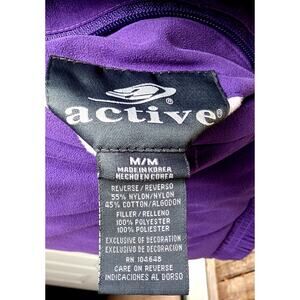 active®
M/M
MADE IN KOREA
HECHO EN COREA
REVERSE / REVERSO
55% NYLON/NYLON
45% COTTON/ALGODON
FILLER / RELLENO
100% POLYESTER
100% POLIESTER
EXCLUSIVE OF DECORATION
EXCLUSIVO DE DECORACION
RN 104648
CARE ON REVERSE
INDICACIONES AL DORSO